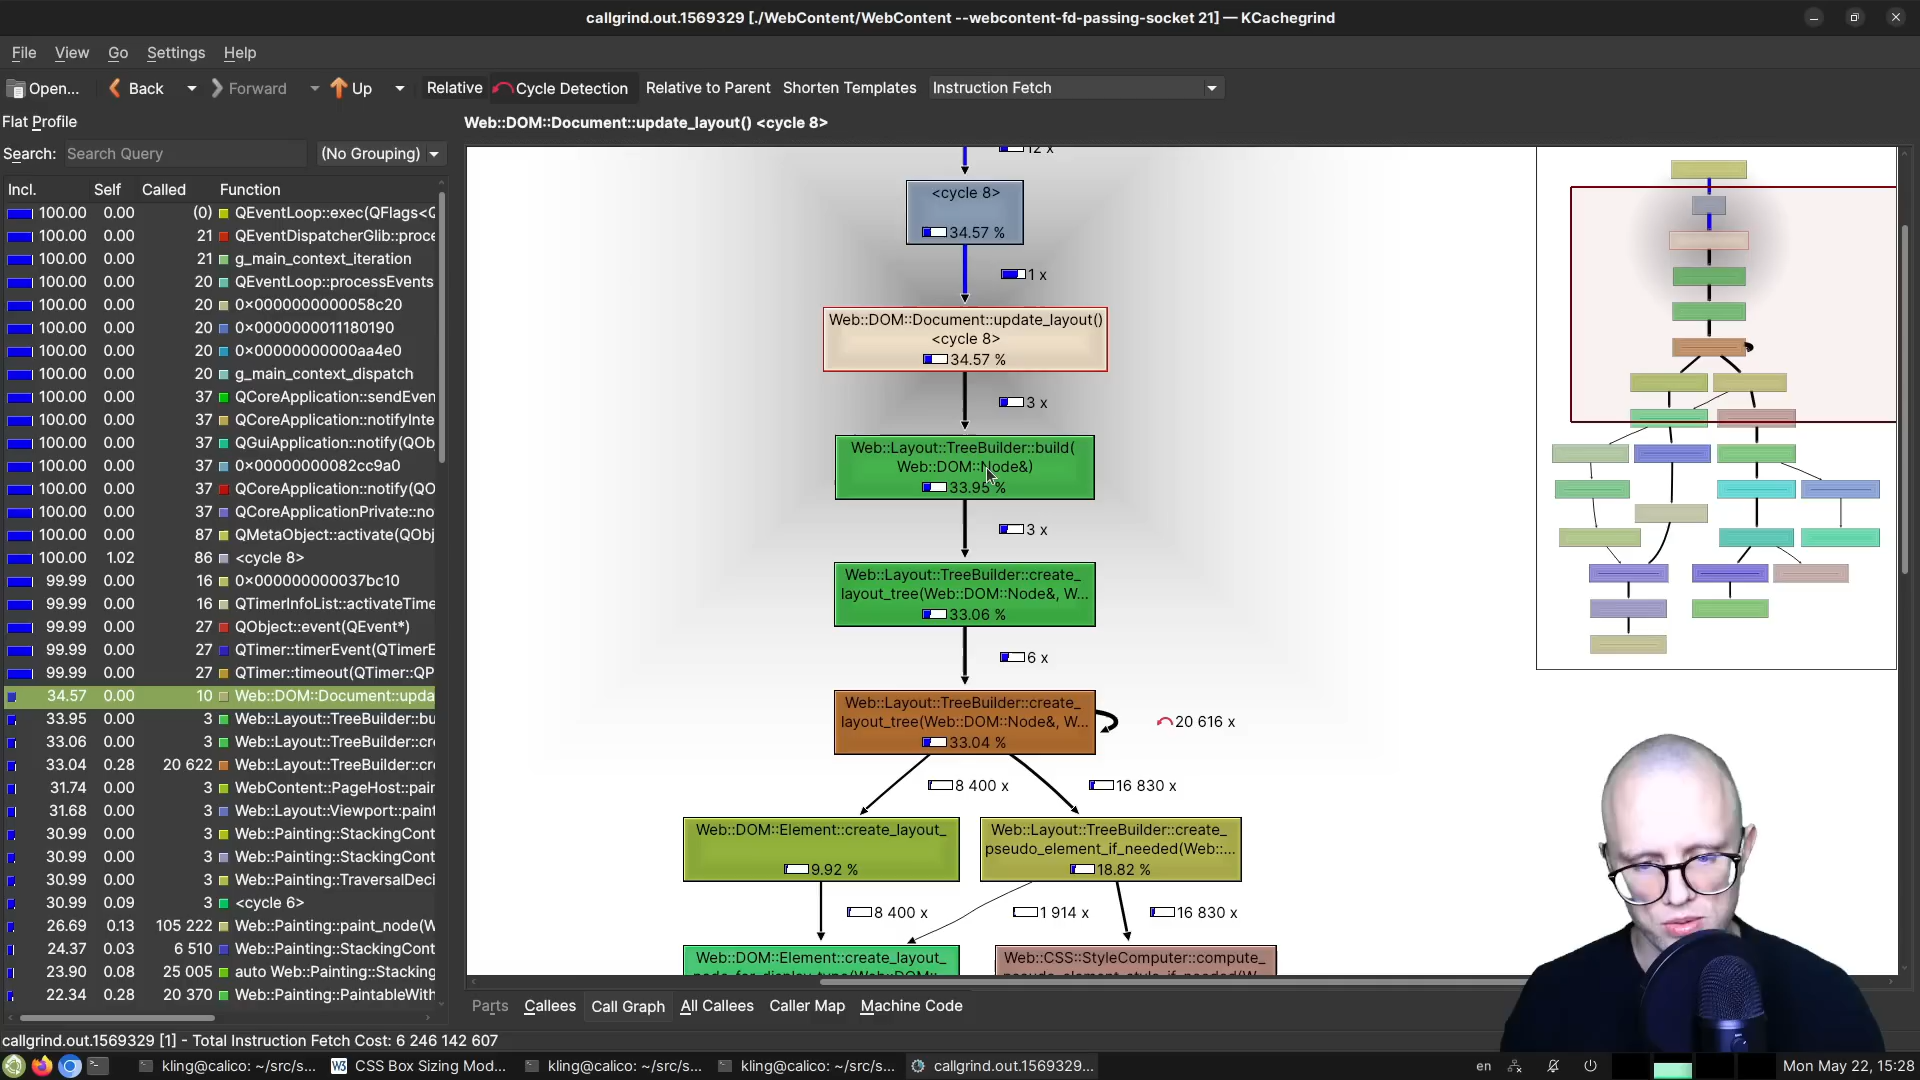 callgrind.out.1569329 [./WebContent/WebContent --webcontent-fd-passing-socket 21] — KCachegrind
File View Go Settings Help
Open... Back Forward Up Relative Cycle Detection Relative to Parent Shorten Templates Instruction Fetch
Flat Profile
Search: Search Query (No Grouping)
Incl. Self Called Function
100.00 0.00 (0) QEventLoop::exec(QFlags<Q
100.00 0.00 21 QEventDispatcherGlib::proce
100.00 0.00 21 g_main_context_iteration
100.00 0.00 20 QEventLoop::processEvents
100.00 0.00 20 0x0000000000058c20
100.00 0.00 20 0x0000000011180190
100.00 0.00 20 0x00000000000aa4e0
100.00 0.00 20 g_main_context_dispatch
100.00 0.00 37 QCoreApplication::sendEven
100.00 0.00 37 QCoreApplication::notifyInte
100.00 0.00 37 QGuiApplication::notify(QOb
100.00 0.00 37 0x00000000082cc9a0
100.00 0.00 37 QCoreApplication::notify(QO
100.00 0.00 37 QCoreApplicationPrivate::no
100.00 0.00 87 QMetaObject::activate(QObj
100.00 1.02 86 <cycle 8>
99.99 0.00 16 0x000000000037bc10
99.99 0.00 16 QTimerInfoList::activateTime
99.99 0.00 27 QObject::event(QEvent*)
99.99 0.00 27 QTimer::timerEvent(QTimerE
99.99 0.00 27 QTimer::timeout(QTimer::QP
34.57 0.00 10 Web::DOM::Document::upda
33.95 0.00 3 Web::Layout::TreeBuilder::bu
33.06 0.00 3 Web::Layout::TreeBuilder::cr
33.04 0.28 20 622 Web::Layout::TreeBuilder::cr
31.74 0.00 3 WebContent::PageHost::pair
31.68 0.00 3 Web::Layout::Viewport::paint
30.99 0.00 3 Web::Painting::StackingCont
30.99 0.00 3 Web::Painting::StackingCont
30.99 0.00 3 Web::Painting::TraversalDeci
30.99 0.09 3 <cycle 6>
26.69 0.13 105 222 Web::Painting::paint_node(W
24.37 0.03 6 510 Web::Painting::StackingCont
23.90 0.08 25 005 auto Web::Painting::Stacking
22.34 0.28 20 370 Web::Painting::PaintableWith
Web::DOM::Document::update_layout() <cycle 8>
12 x
<cycle 8>
34.57 %
1 x
Web::DOM::Document::update_layout()
<cycle 8>
34.57 %
3 x
Web::Layout::TreeBuilder::build(
Web::DOM::Node&)
33.95 %
3 x
Web::Layout::TreeBuilder::create_
layout_tree(Web::DOM::Node&, W...
33.06 %
6 x
Web::Layout::TreeBuilder::create_
layout_tree(Web::DOM::Node&, W...
33.04 %
20 616 x
8 400 x 16 830 x
Web::DOM::Element::create_layout_
9.92 %
Web::Layout::TreeBuilder::create_
pseudo_element_if_needed(Web::...
18.82 %
8 400 x 1 914 x 16 830 x
Web::DOM::Element::create_layout_
node_for_display_type(Web::DOM::
Web::CSS::StyleComputer::compute_
pseudo_element_style_if_needed(W
Parts Callees Call Graph All Callees Caller Map Machine Code
callgrind.out.1569329 [1] - Total Instruction Fetch Cost: 6 246 142 607
kling@calico: ~/src/s... CSS Box Sizing Mod... kling@calico: ~/src/s... kling@calico: ~/src/s... callgrind.out.1569329... en Mon May 22, 15:28